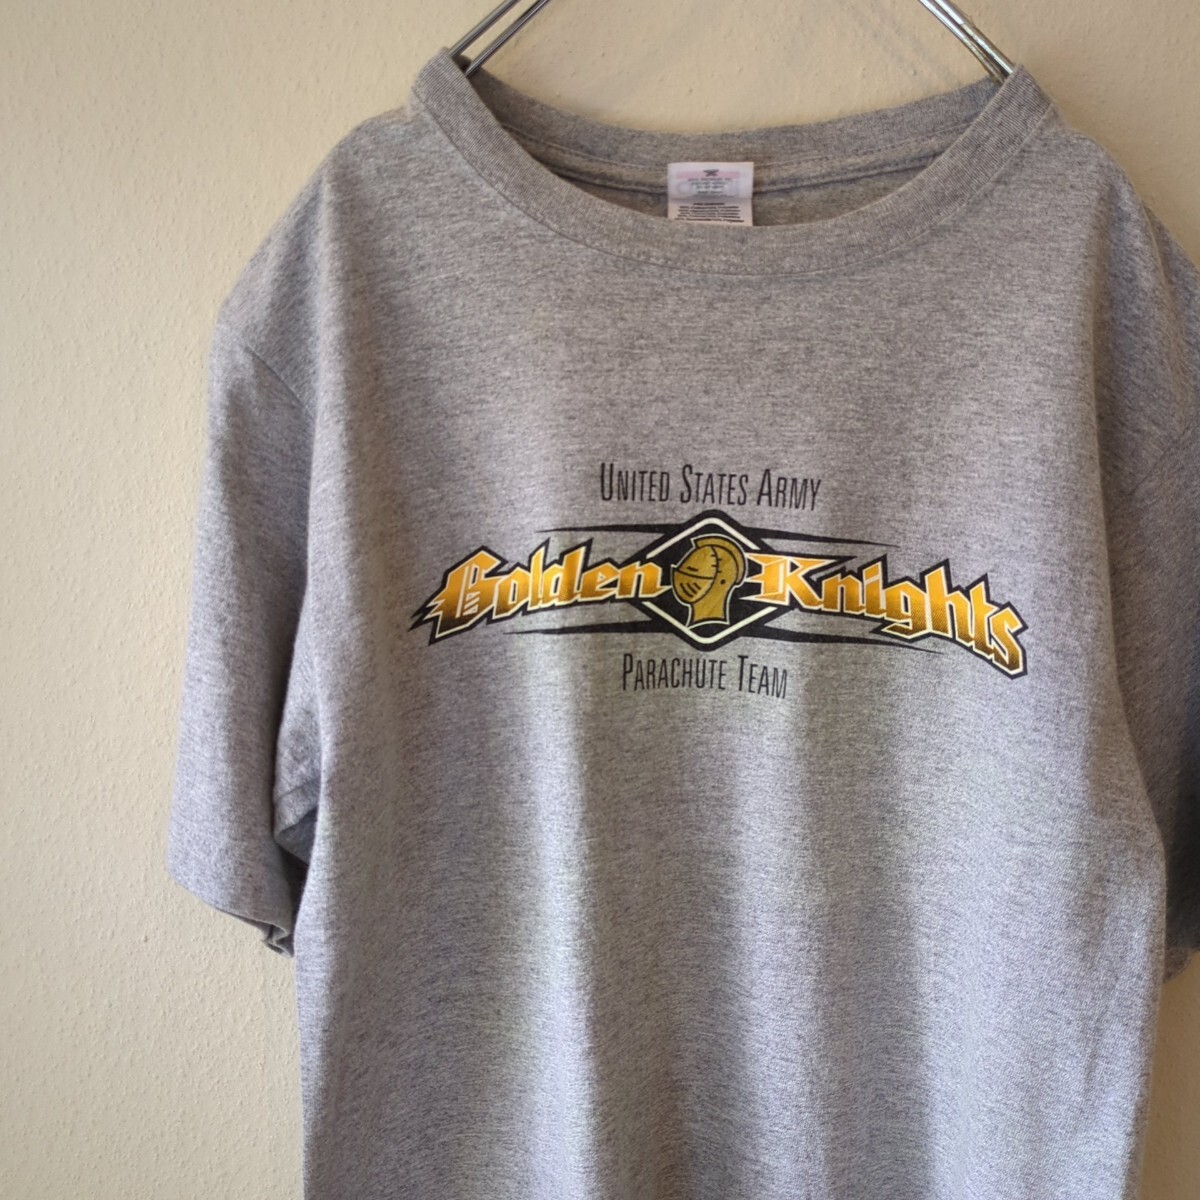 UNITED STATES ARMY
Golden Knights
PARACHUTE TEAM